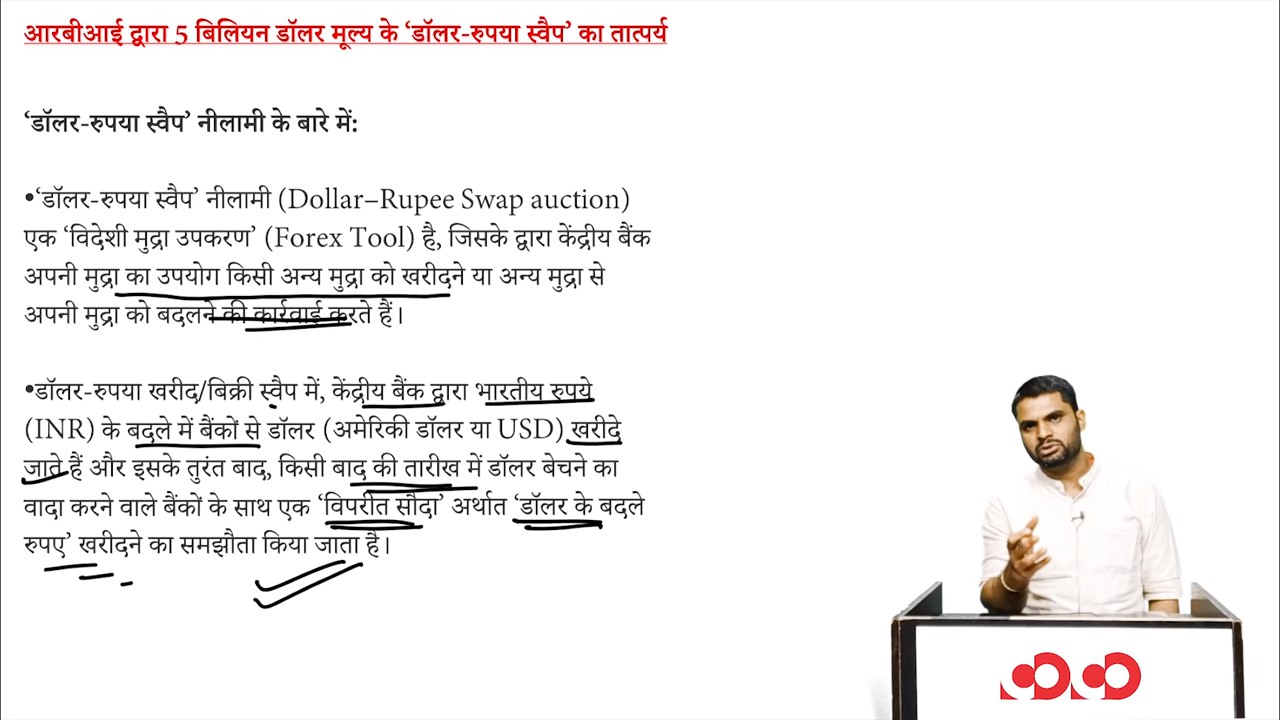 आरबीआई द्वारा 5 बिलियन डॉलर मूल्य के ‘डॉलर-रुपया स्वैप’ का तात्पर्य
‘डॉलर-रुपया स्वैप’ नीलामी के बारे में:
•‘डॉलर-रुपया स्वैप’ नीलामी (Dollar–Rupee Swap auction)
एक ‘विदेशी मुद्रा उपकरण’ (Forex Tool) है, जिसके द्वारा केंद्रीय बैंक
अपनी मुद्रा का उपयोग किसी अन्य मुद्रा को खरीदने या अन्य मुद्रा से
अपनी मुद्रा को बदलने की कार्रवाई करते हैं।
•डॉलर-रुपया खरीद/बिक्री स्वैप में, केंद्रीय बैंक द्वारा भारतीय रुपये
(INR) के बदले में बैंकों से डॉलर (अमेरिकी डॉलर या USD) खरीदे
जाते हैं और इसके तुरंत बाद, किसी बाद की तारीख में डॉलर बेचने का
वादा करने वाले बैंकों के साथ एक ‘विपरीत सौदा’ अर्थात ‘डॉलर के बदले
रुपए’ खरीदने का समझौता किया जाता है।